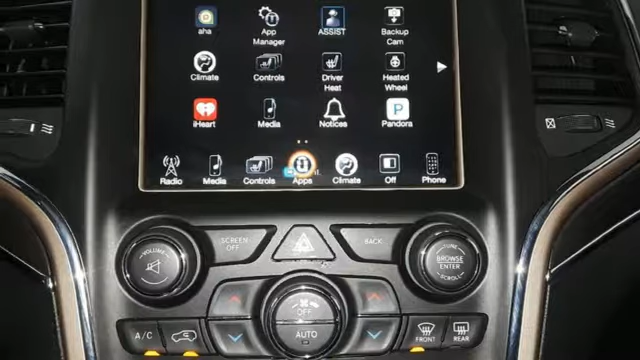 aha App Manager ASSIST Backup Cam
Climate Controls Driver Heat Heated Wheel
iHeart Media Notices Pandora
P
Radio Media Controls Apps Climate Off Phone
VOLUME
SCREEN OFF
BACK
TUNE
BROWSE
ENTER
SCROLL
OFF
AUTO
A/C
FRONT
REAR